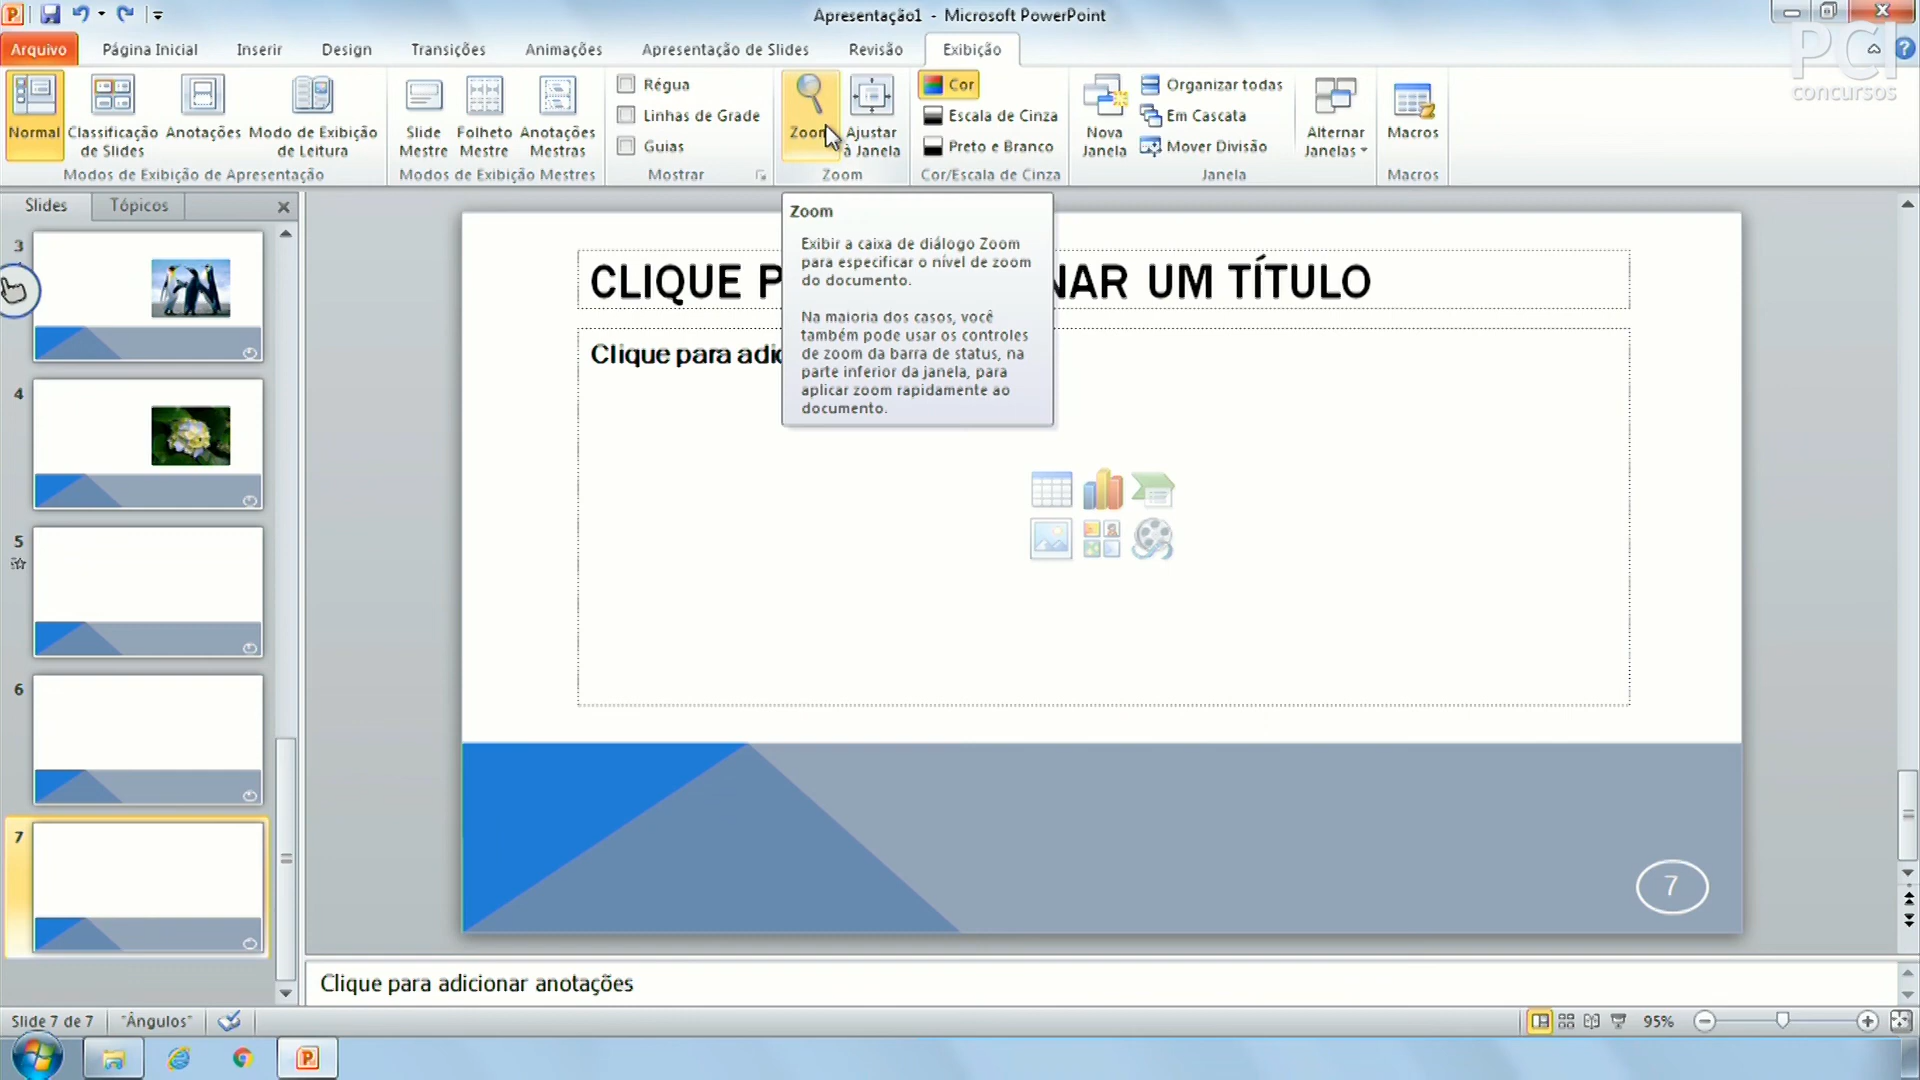 Apresentação1 - Microsoft PowerPoint
Arquivo Página Inicial Inserir Design Transições Animações Apresentação de Slides Revisão Exibição
PCI
concursos
Normal
Classificação
de Slides
Anotações
Modo de Exibição
de Leitura
Modos de Exibição de Apresentação
Slide
Mestre
Folheto
Mestre
Anotações
Mestras
Modos de Exibição Mestres
Régua
Linhas de Grade
Guias
Mostrar
Zoom
Ajustar
à Janela
Zoom
Cor
Escala de Cinza
Preto e Branco
Cor/Escala de Cinza
Nova
Janela
Organizar todas
Em Cascata
Mover Divisão
Alternar
Janelas
Janela
Macros
Macros
Slides Tópicos
3
4
5
6
7
Zoom
Exibir a caixa de diálogo Zoom
para especificar o nível de zoom
do documento.
Na maioria dos casos, você
também pode usar os controles
de zoom da barra de status, na
parte inferior da janela, para
aplicar zoom rapidamente ao
documento.
CLIQUE P NAR UM TÍTULO
Clique para adic
7
Clique para adicionar anotações
Slide 7 de 7 "Ângulos" 95%